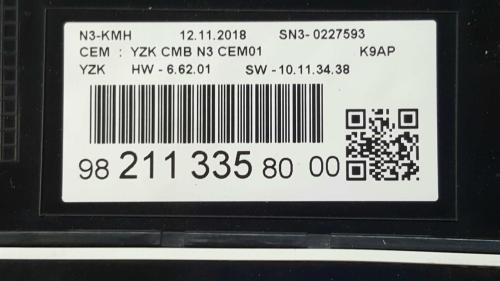 N3-KMH 12.11.2018 SN3- 0227593
CEM : YZK CMB N3 CEM01 K9AP
YZK HW - 6.62.01 SW -10.11.34.38
98 211 335 80 00